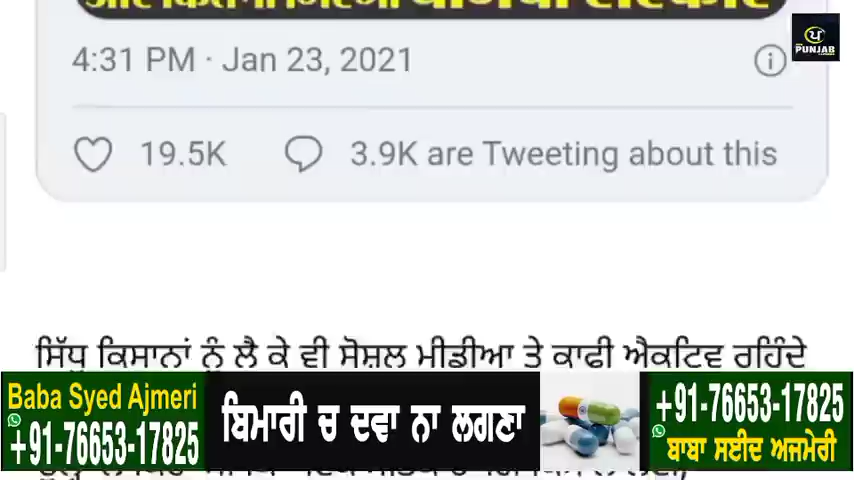 4:31 PM · Jan 23, 2021
ਪ
PUNJAB
19.5K
3.9K are Tweeting about this
ਸਿੱਧੂ ਕਿਸਾਨਾਂ ਨੂੰ ਲੈ ਕੇ ਵੀ ਸੋਸ਼ਲ ਮੀਡੀਆ ਤੇ ਕਾਫੀ ਐਕਟਿਵ ਰਹਿੰਦੇ
Baba Syed Ajmeri
+91-76653-17825
ਬਿਮਾਰੀ ਚ ਦਵਾ ਨਾ ਲਗਣਾ
+91-76653-17825
ਬਾਬਾ ਸਈਦ ਅਜਮੇਰੀ